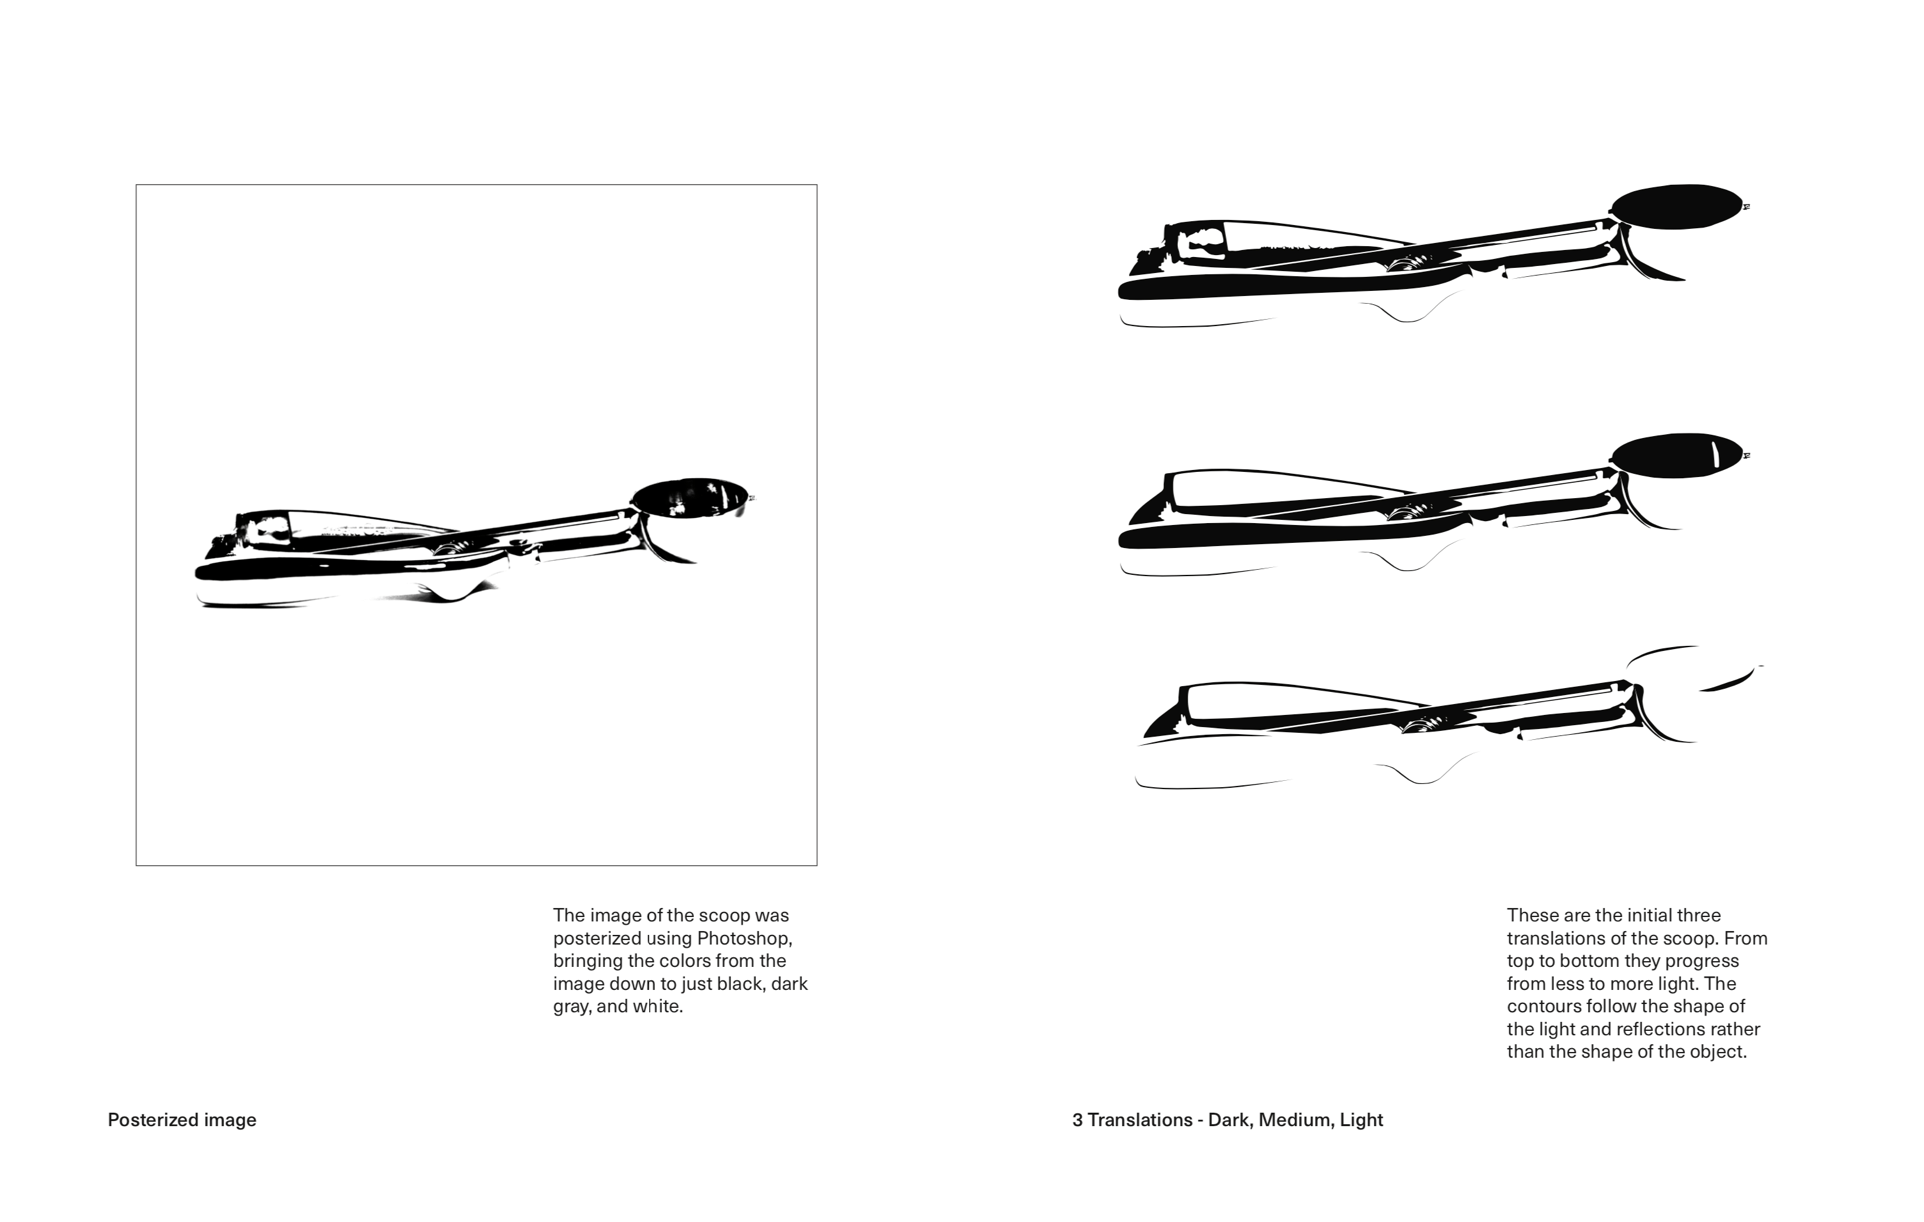 The image of the scoop was
posterized using Photoshop,
bringing the colors from the
image down to just black, dark
gray, and white.
Posterized image
These are the initial three
translations of the scoop. From
top to bottom they progress
from less to more light. The
contours follow the shape of
the light and reflections rather
than the shape of the object.
3 Translations - Dark, Medium, Light